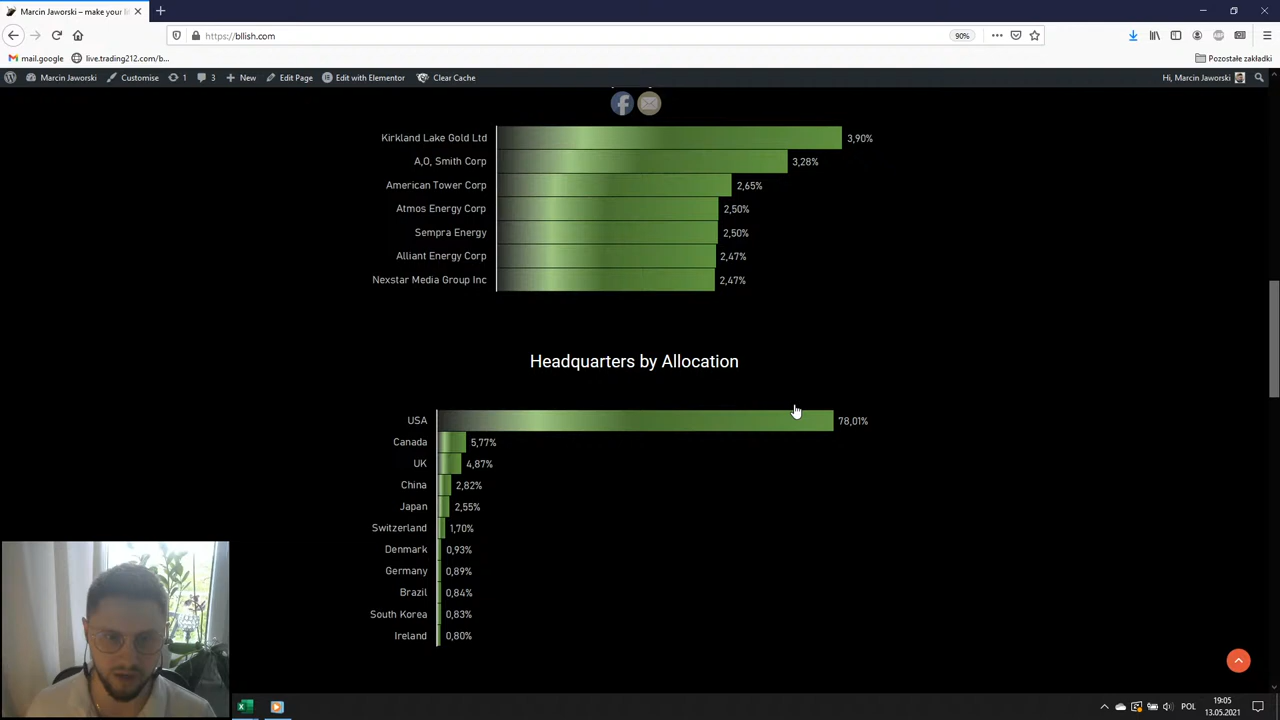 Marcin Jaworski – make your li
https://bllish.com
90%
mail.google
live.trading212.com/b...
Pozostałe zakładki
Marcin Jaworski
Customise
1
3
New
Edit Page
Edit with Elementor
Clear Cache
Hi, Marcin Jaworski
Kirkland Lake Gold Ltd 3,90%
A,O, Smith Corp 3,28%
American Tower Corp 2,65%
Atmos Energy Corp 2,50%
Sempra Energy 2,50%
Alliant Energy Corp 2,47%
Nexstar Media Group Inc 2,47%
Headquarters by Allocation
USA 78,01%
Canada 5,77%
UK 4,87%
China 2,82%
Japan 2,55%
Switzerland 1,70%
Denmark 0,93%
Germany 0,89%
Brazil 0,84%
South Korea 0,83%
Ireland 0,80%
POL
19:05
13.05.2021